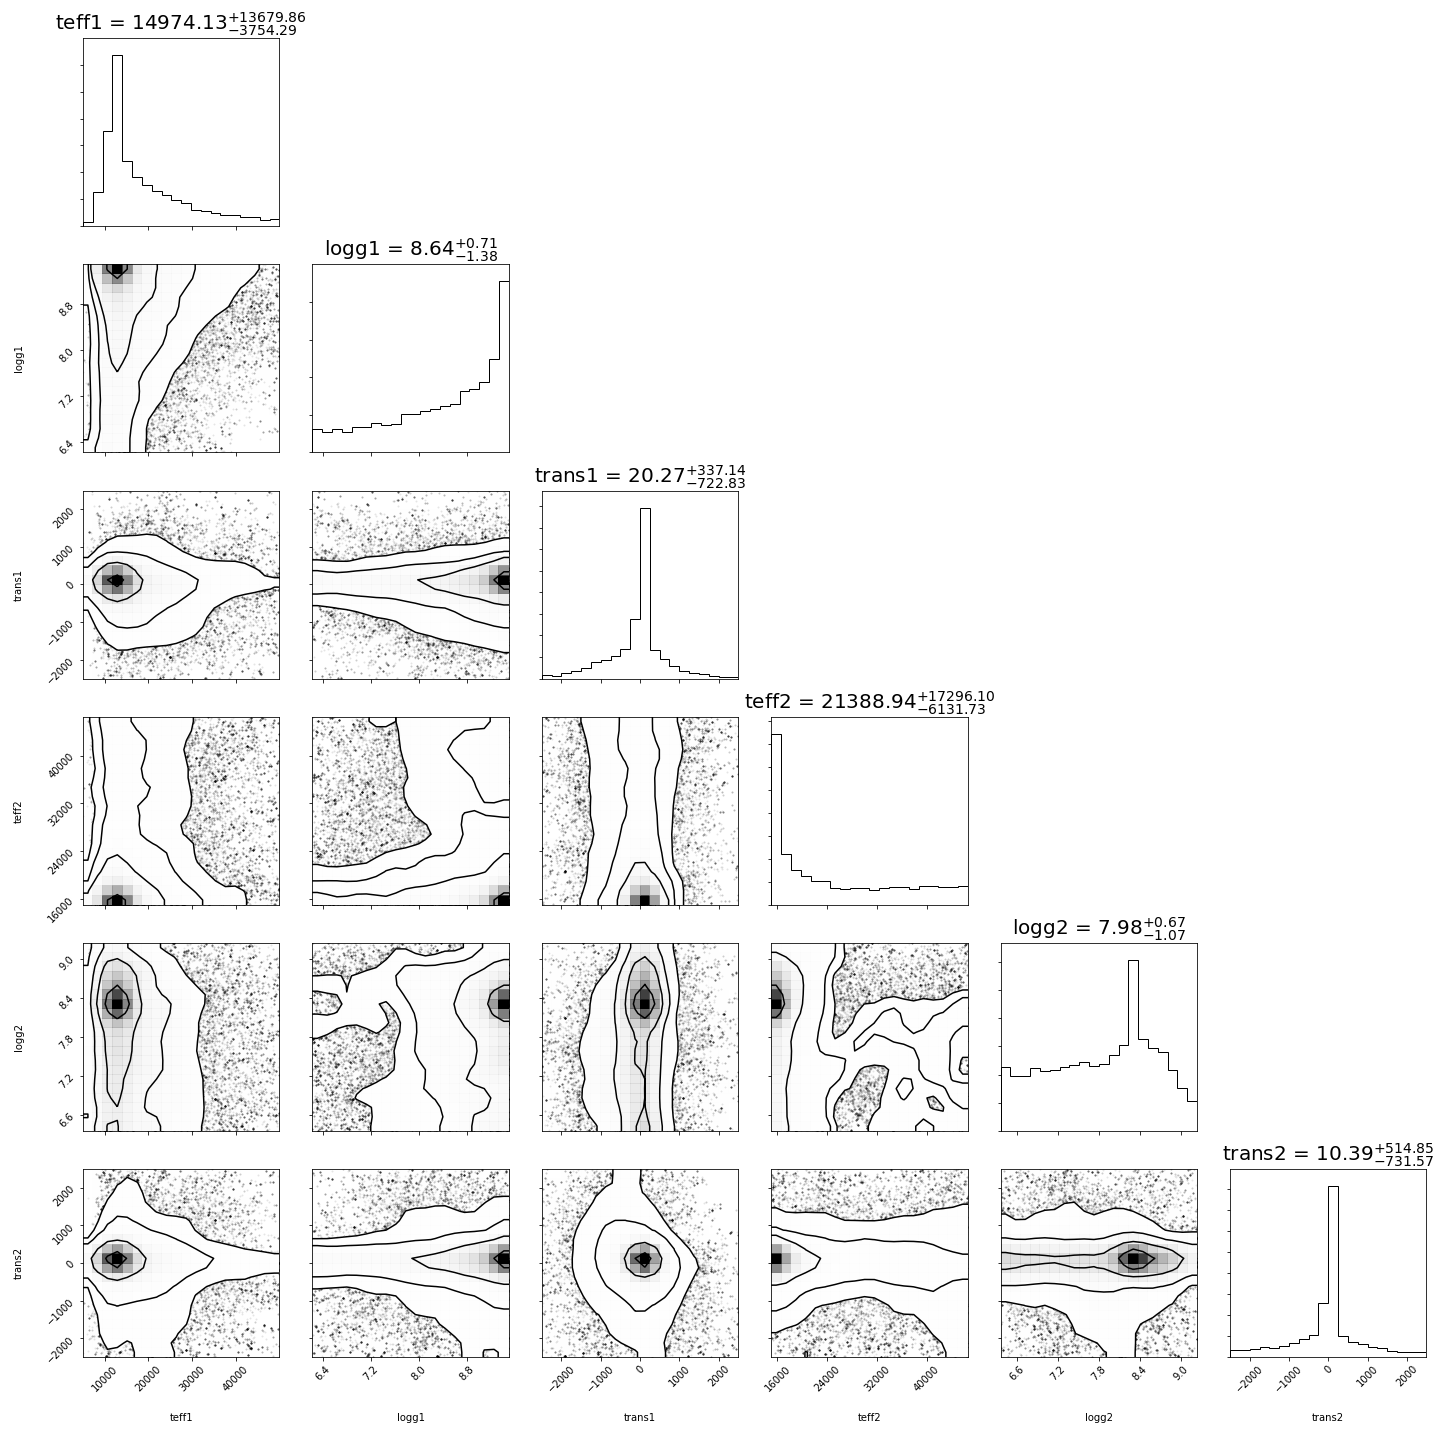 teff1 = 14974.13+13679.86−3754.29
logg1 = 8.64+0.71−1.38
8.8
8.0
7.2
6.4
logg1
trans1 = 20.27+337.14−722.83
2000
1000
0
−1000
−2000
trans1
teff2 = 21388.94+17296.10−6131.73
40000
32000
24000
16000
teff2
logg2 = 7.98+0.67−1.07
9.0
8.4
7.8
7.2
6.6
logg2
trans2 = 10.39+514.85−731.57
2000
1000
0
−1000
−2000
trans2
10000 20000 30000 40000
6.4 7.2 8.0 8.8
−2000 −1000 0 1000 2000
16000 24000 32000 40000
6.6 7.2 7.8 8.4 9.0
−2000 −1000 0 1000 2000
teff1 logg1 trans1 teff2 logg2 trans2